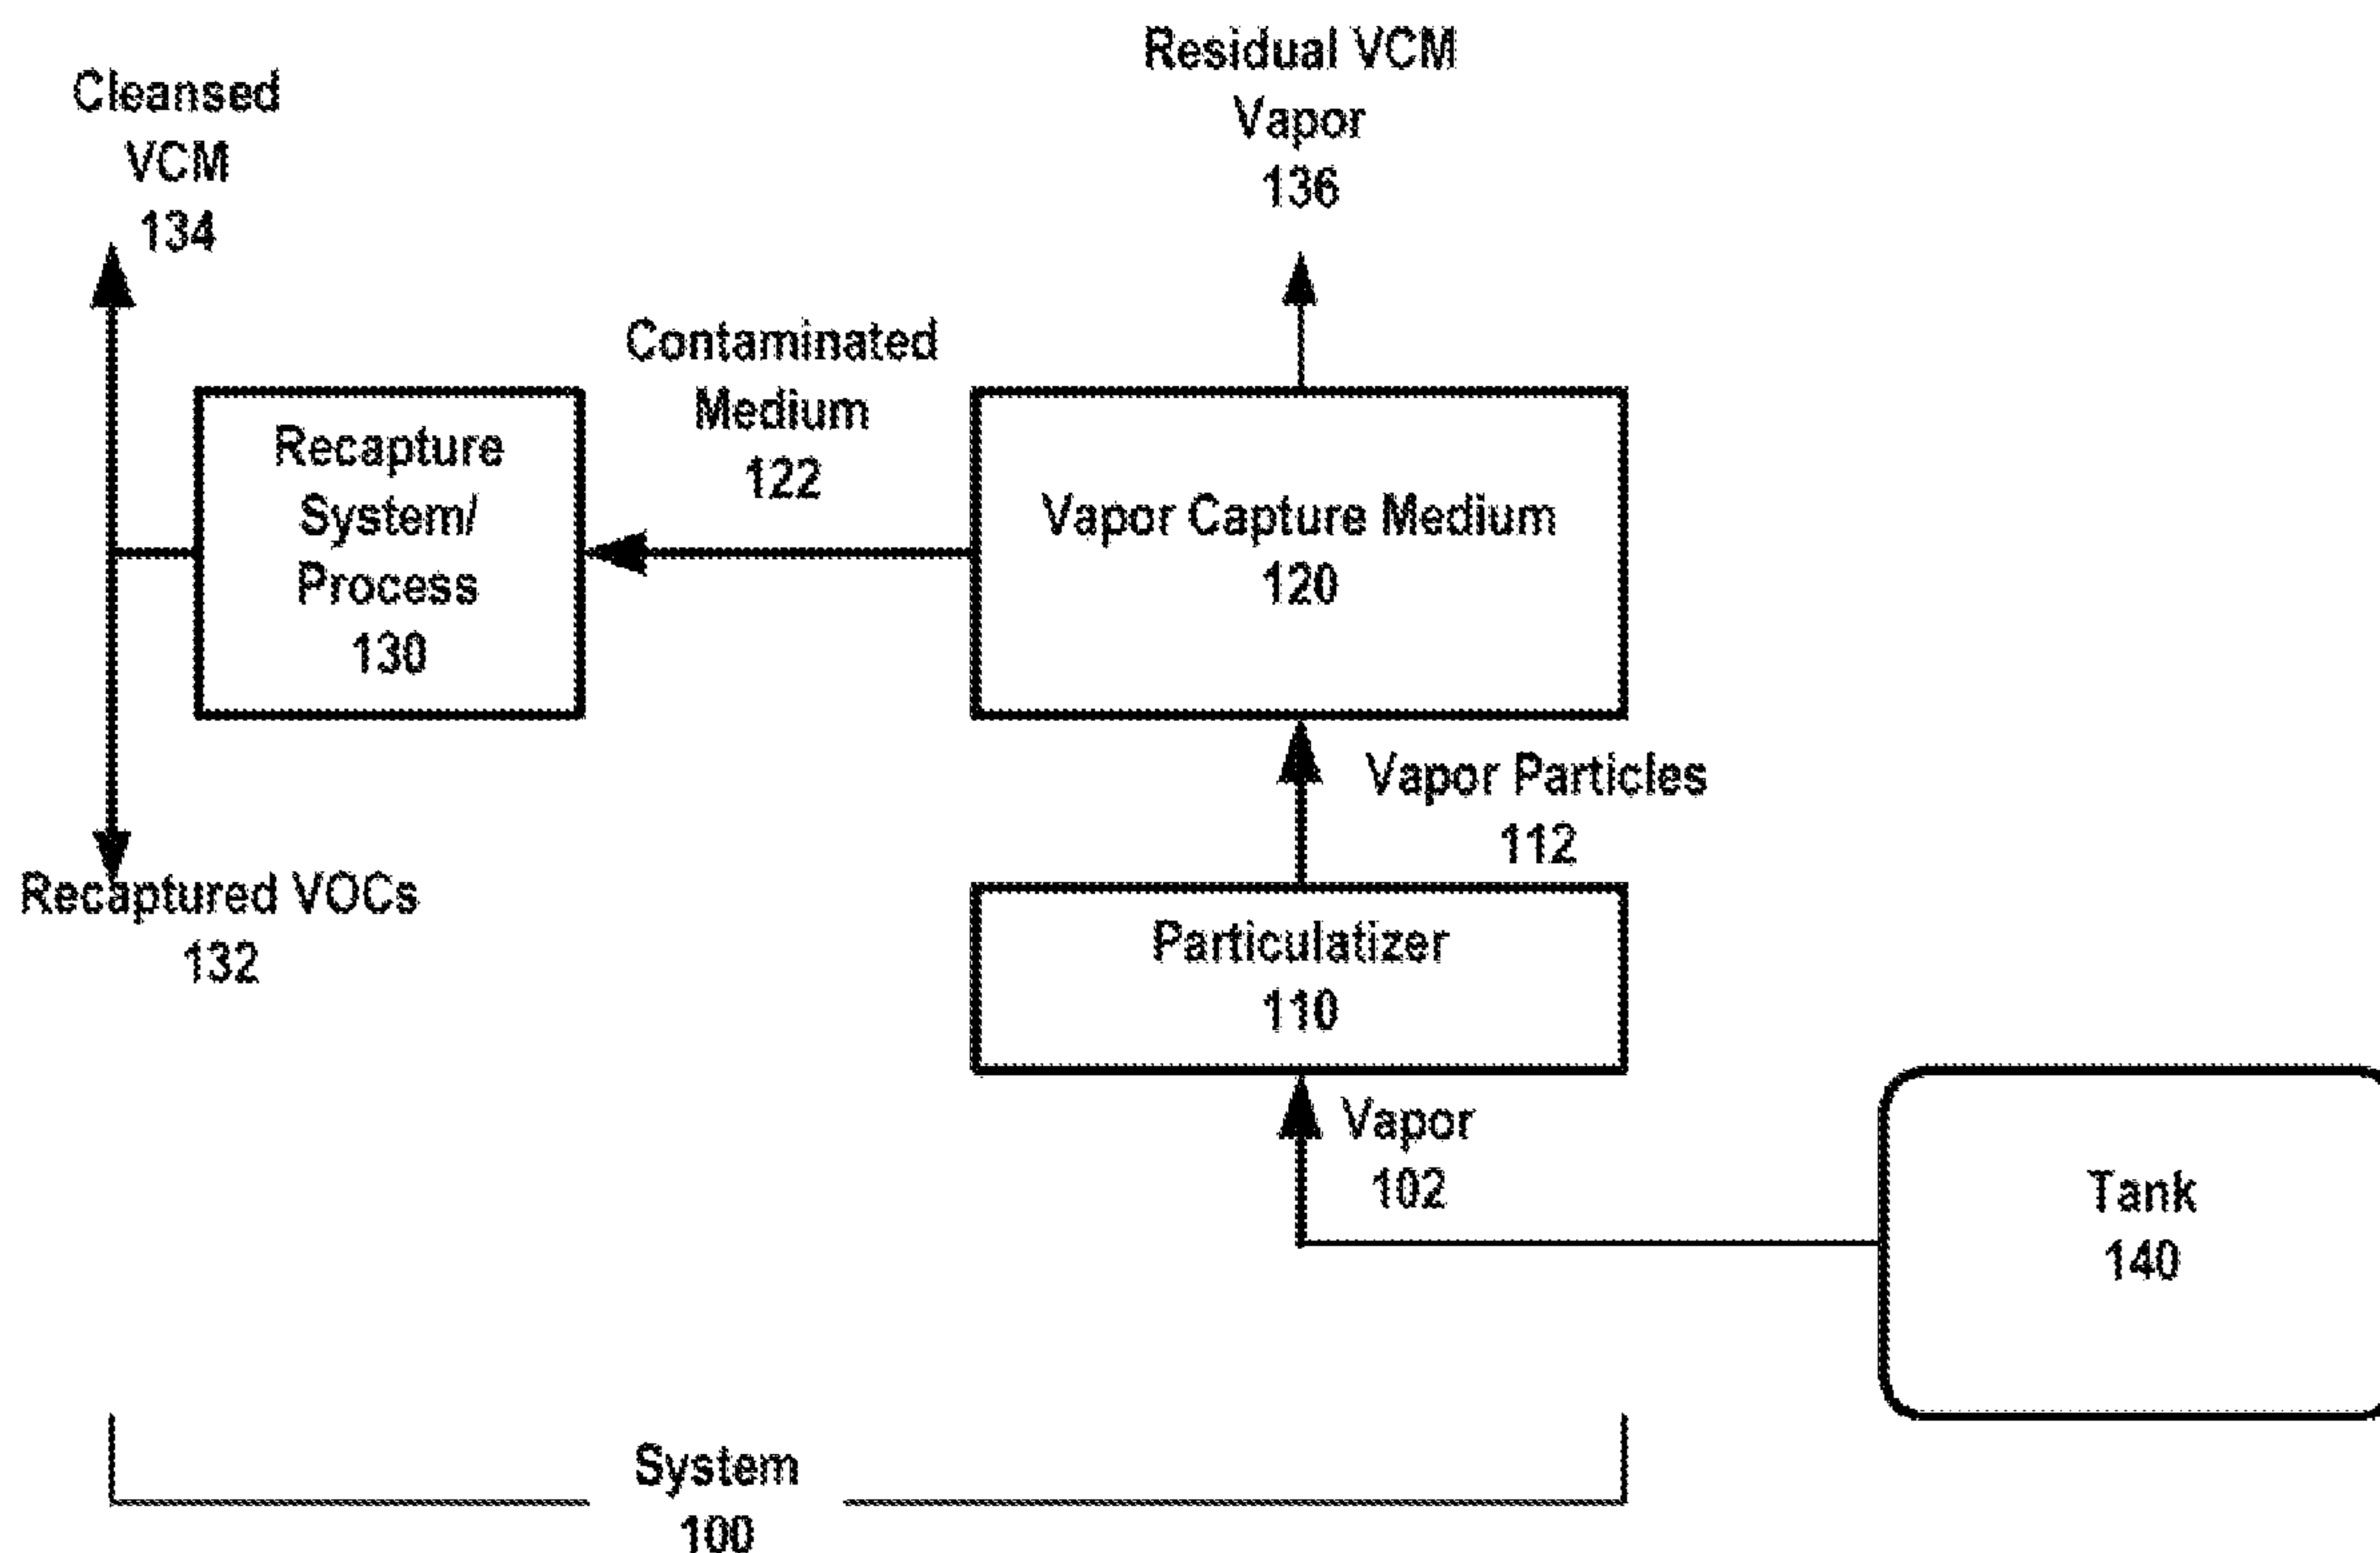 Residual VCM
Vapor
136
Cleansed
VCM
134
Contaminated
Medium
122
Recapture
System/
Process
130
Vapor Capture Medium
120
Vapor Particles
112
Recaptured VOCs
132
Particulatizer
110
Vapor
102
Tank
140
System
100